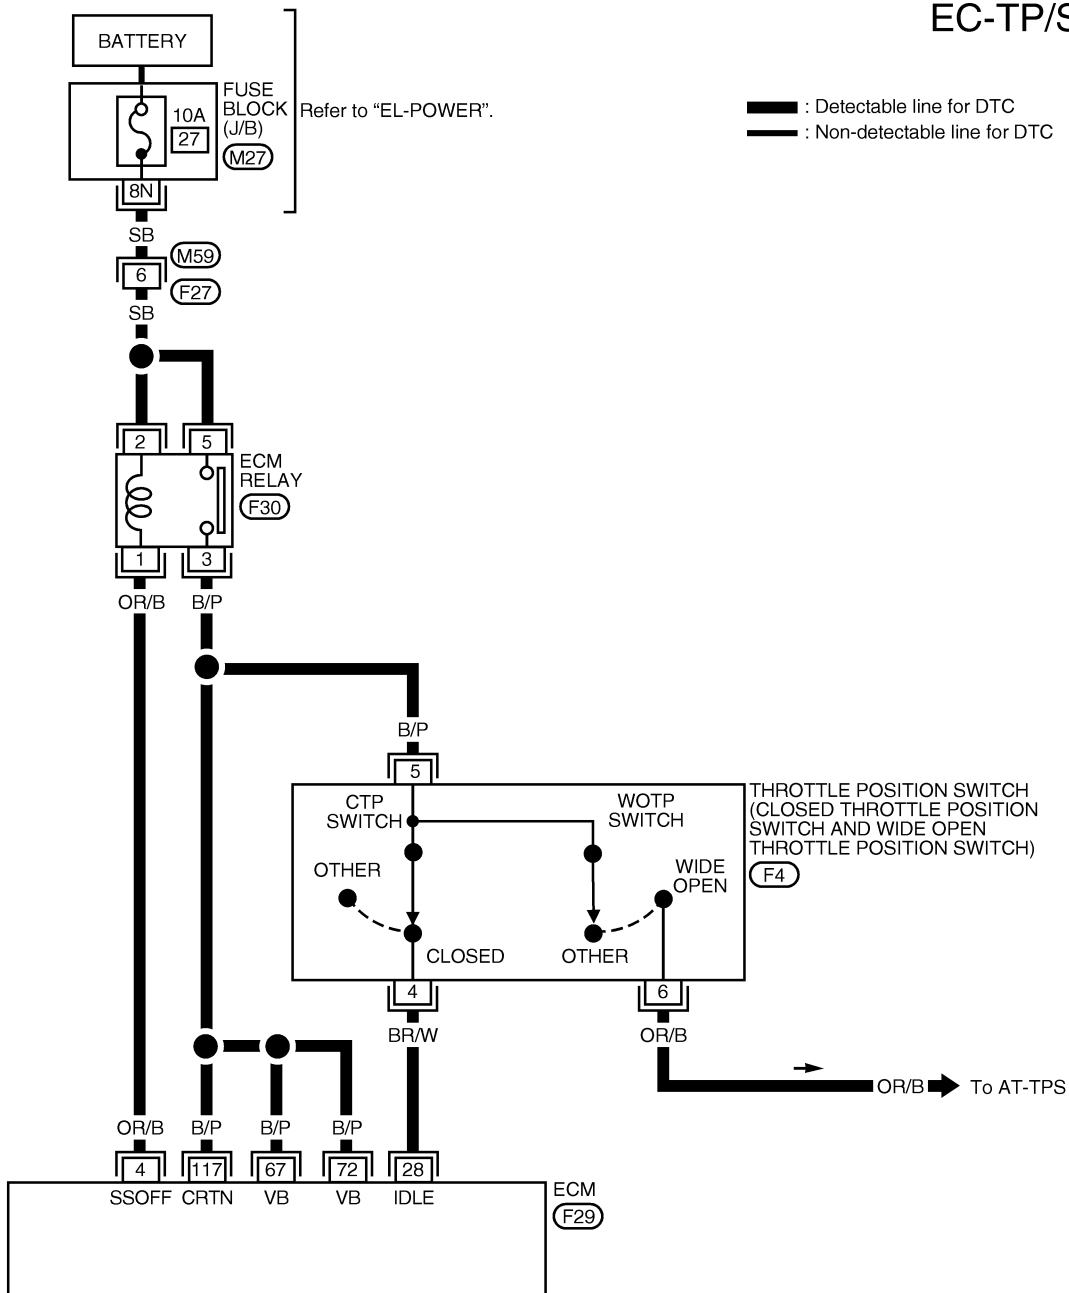 EC-TP/S
BATTERY
FUSE
BLOCK
(J/B)
M27
10A
27
Refer to “EL-POWER”.
: Detectable line for DTC
: Non-detectable line for DTC
8N
SB
M59
6
F27
SB
2
5
ECM
RELAY
F30
1
3
OR/B
B/P
B/P
5
THROTTLE POSITION SWITCH
(CLOSED THROTTLE POSITION
SWITCH AND WIDE OPEN
THROTTLE POSITION SWITCH)
F4
CTP
SWITCH
WOTP
SWITCH
OTHER
WIDE
OPEN
CLOSED
OTHER
4
6
BR/W
OR/B
OR/B
To AT-TPS
OR/B
B/P
B/P
B/P
4
117
67
72
28
SSOFF
CRTN
VB
VB
IDLE
ECM
F29